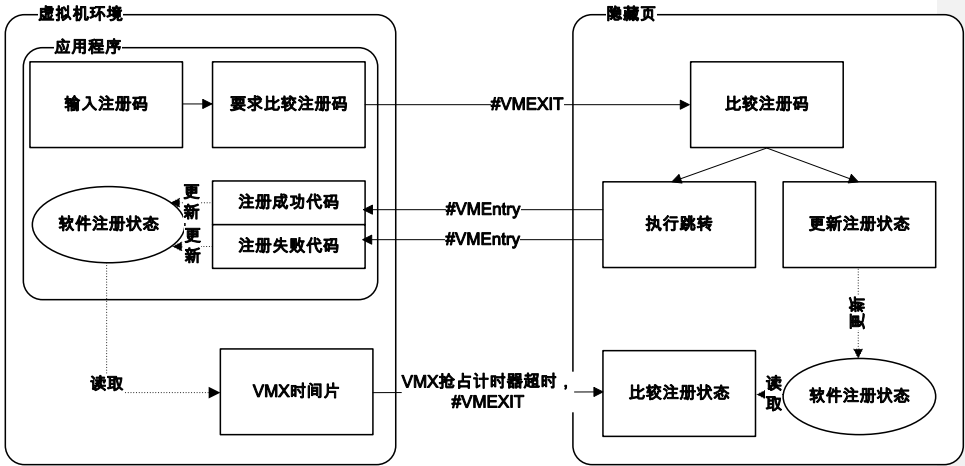 虚拟机环境
隐藏页
应用程序
输入注册码
要求比较注册码
#VMEXIT
比较注册码
更新
注册成功代码
#VMEntry
执行跳转
更新注册状态
软件注册状态
更新
注册失败代码
#VMEntry
更新
读取
VMX时间片
VMX抢占计时器超时，
#VMEXIT
比较注册状态
读取
软件注册状态